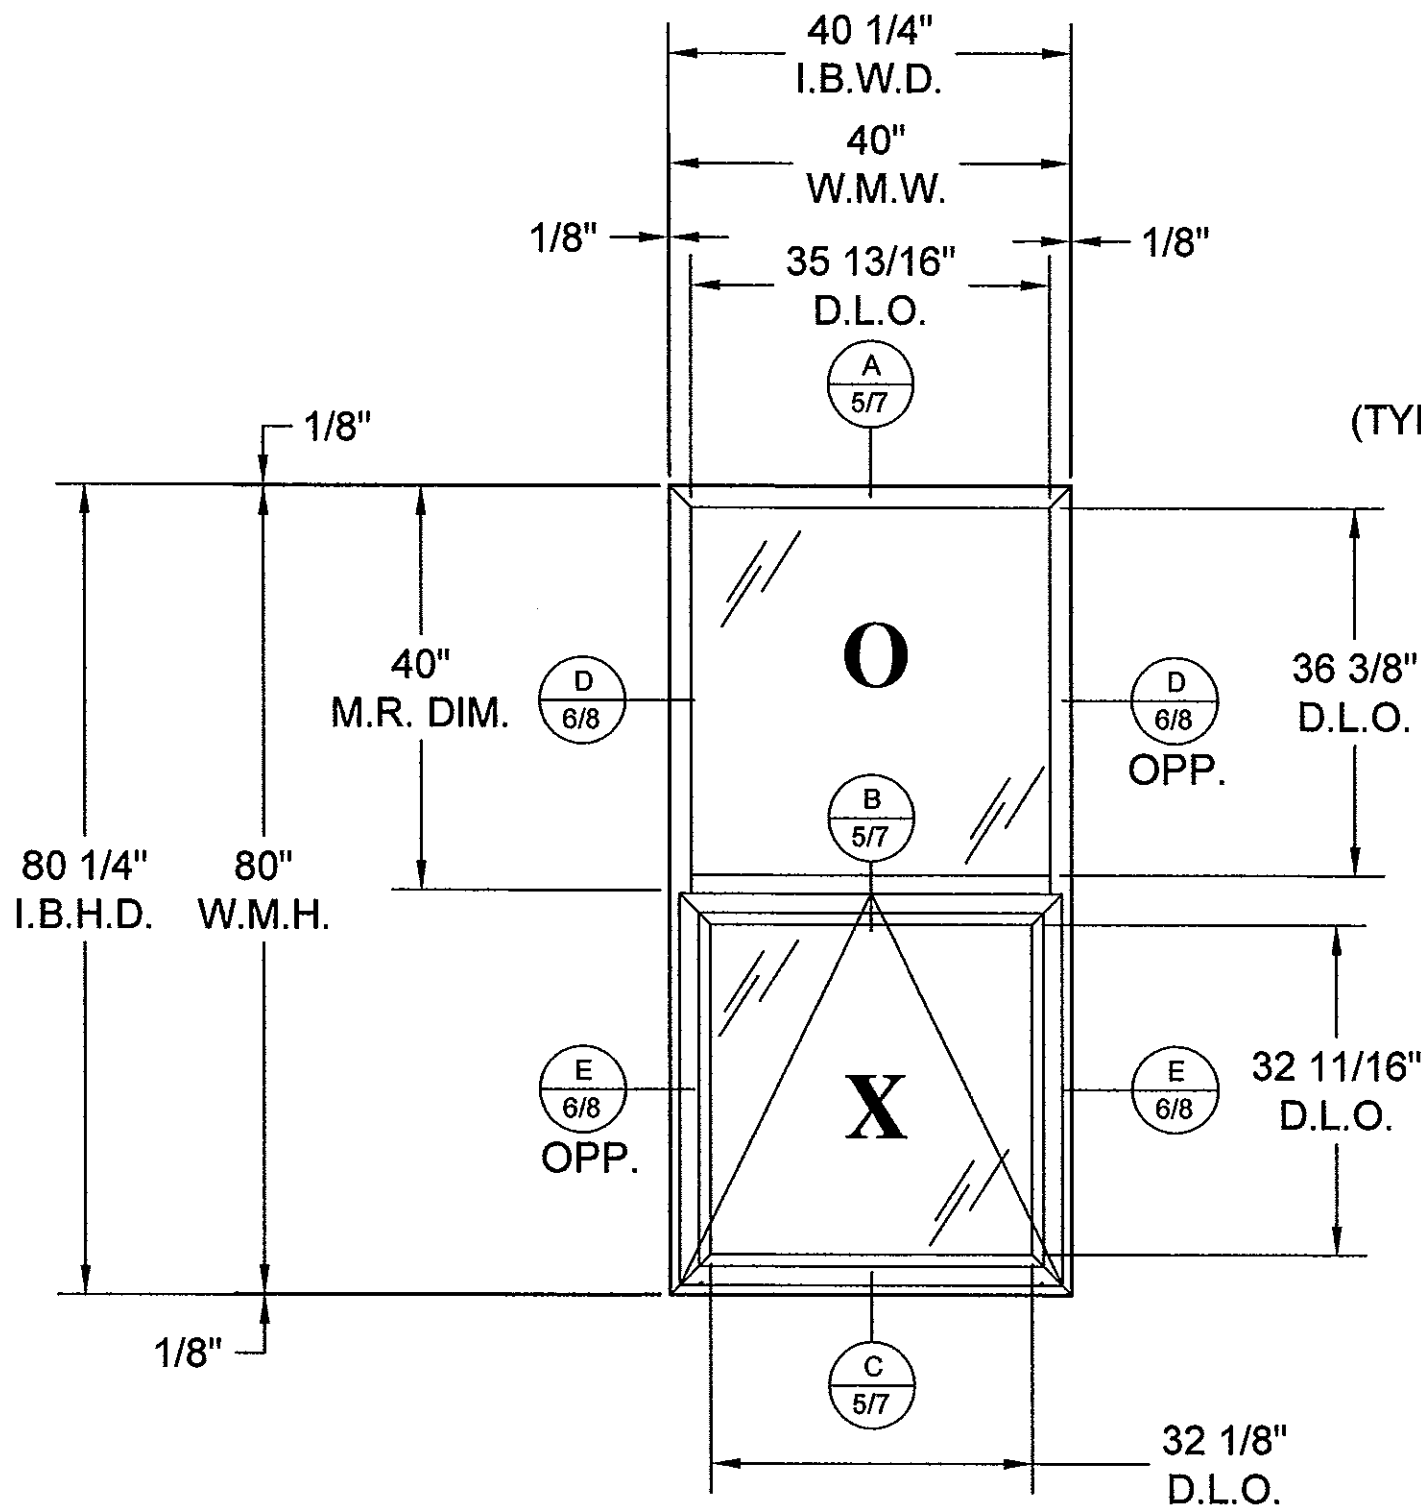 40 1/4"
I.B.W.D.
40"
W.M.W.
1/8"
1/8"
35 13/16"
D.L.O.
A
5/7
1/8"
(TYI
O
40"
M.R. DIM.
D
6/8
D
6/8
OPP.
36 3/8"
D.L.O.
B
5/7
80 1/4"
I.B.H.D.
80"
W.M.H.
E
6/8
OPP.
X
E
6/8
32 11/16"
D.L.O.
1/8"
C
5/7
32 1/8"
D.L.O.